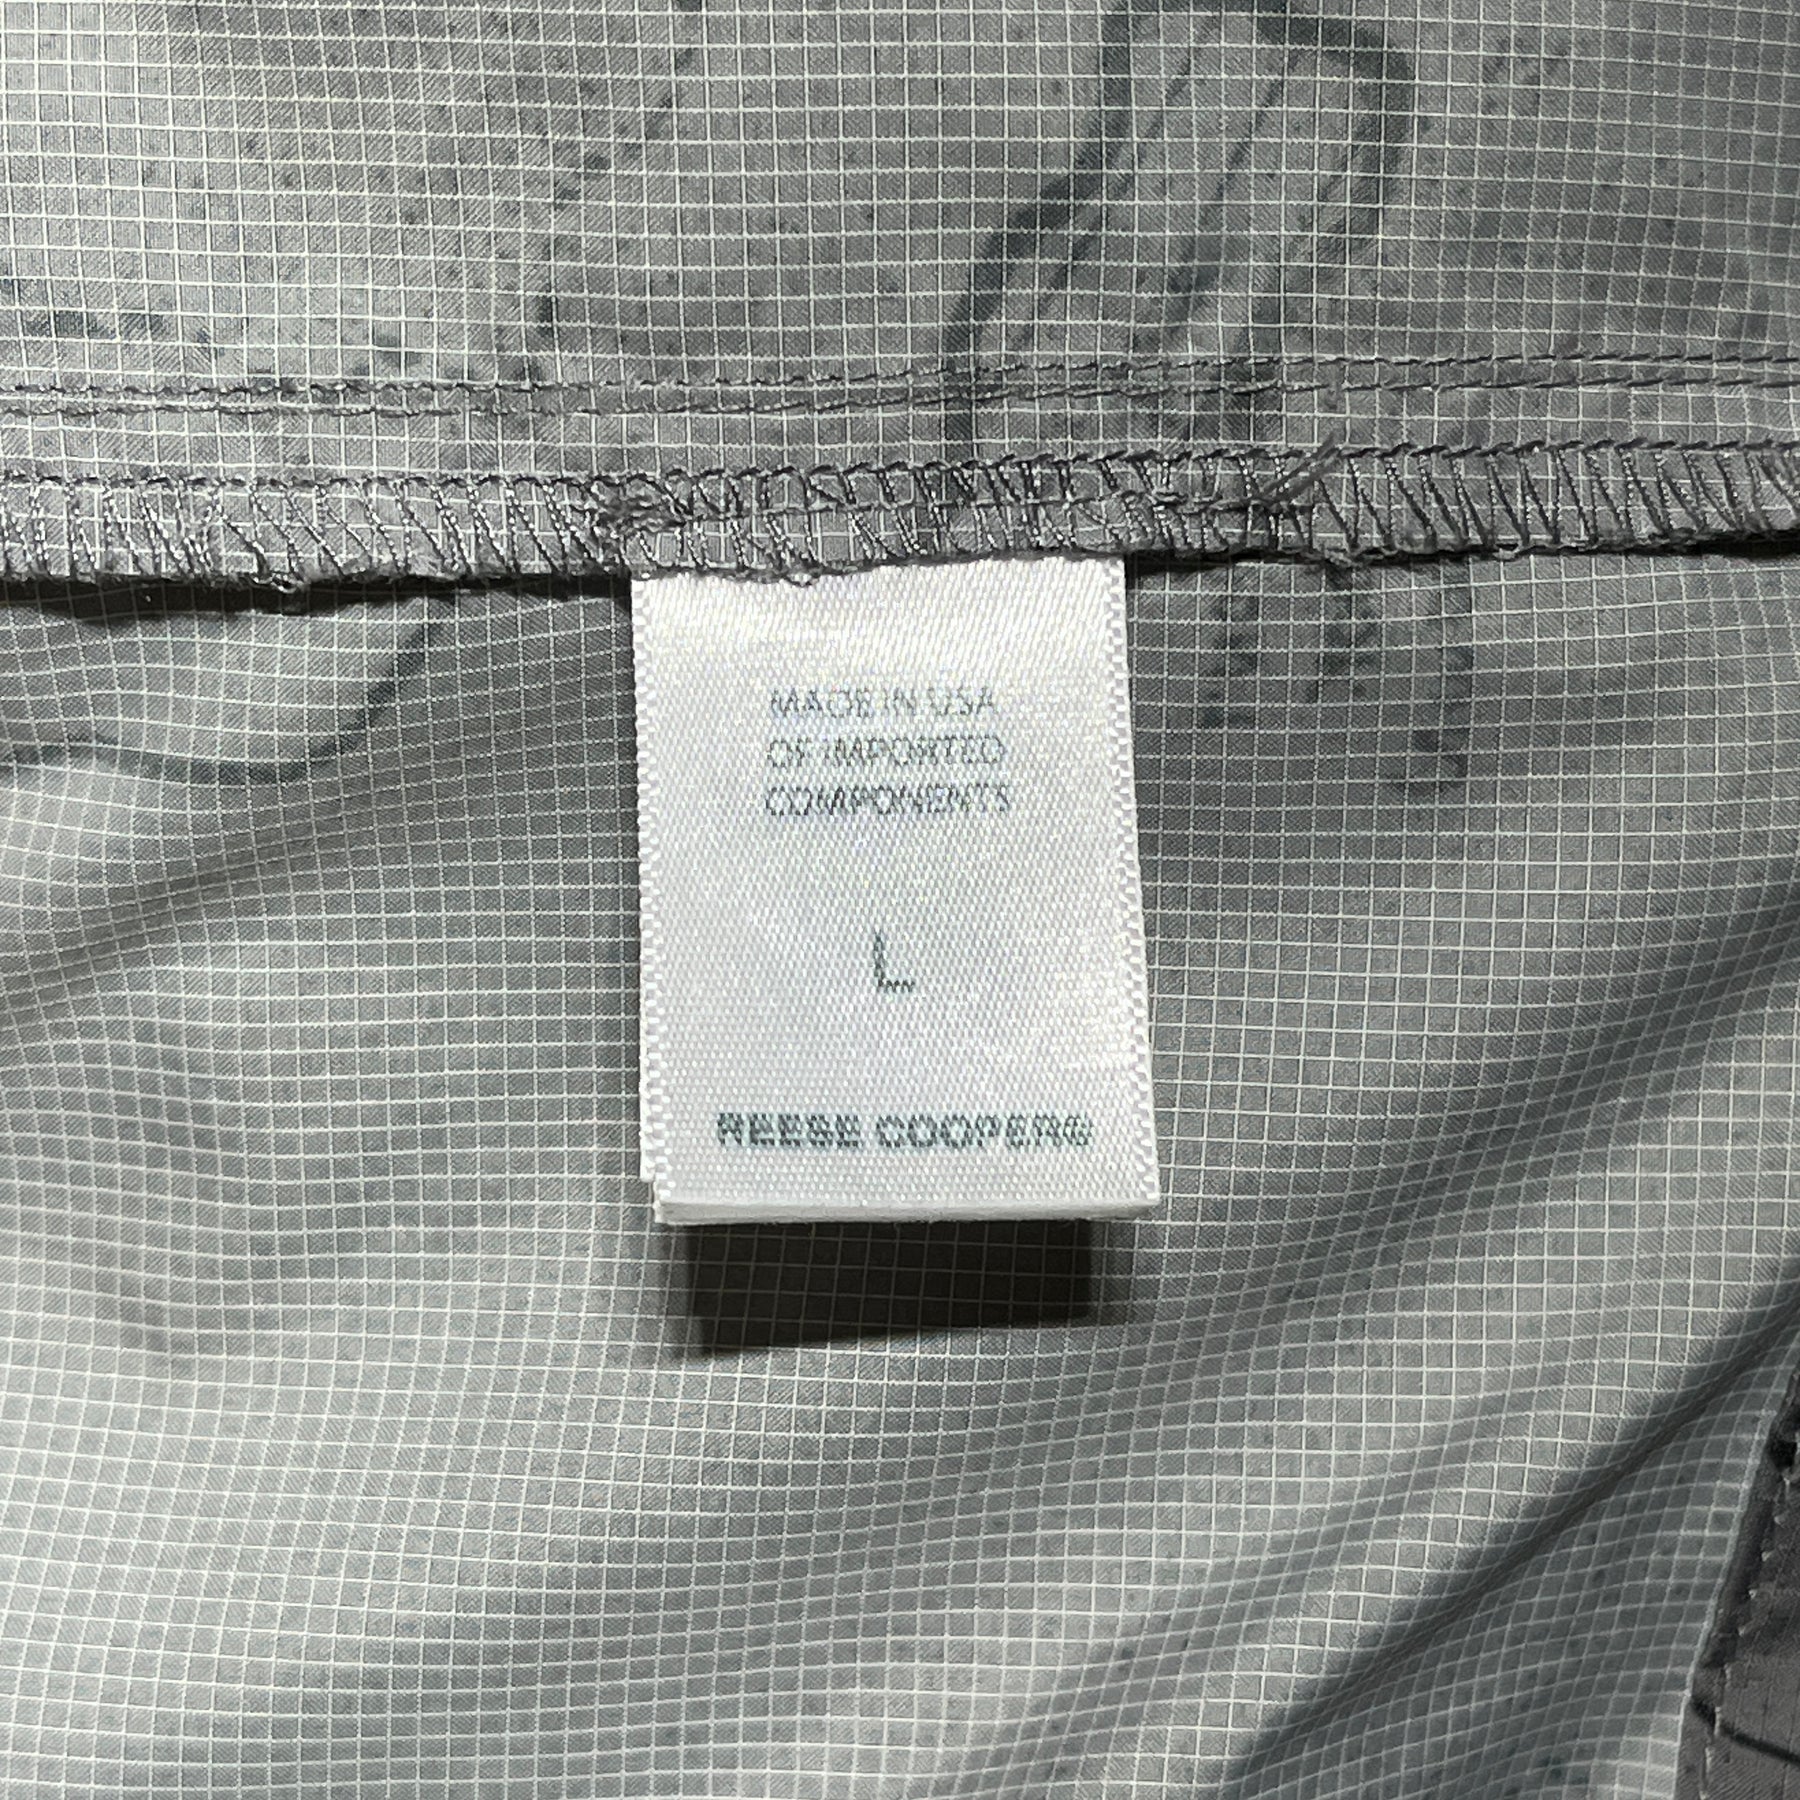 MADE IN USA
OF IMPORTED
COMPONENTS
L
REESE COOPER®